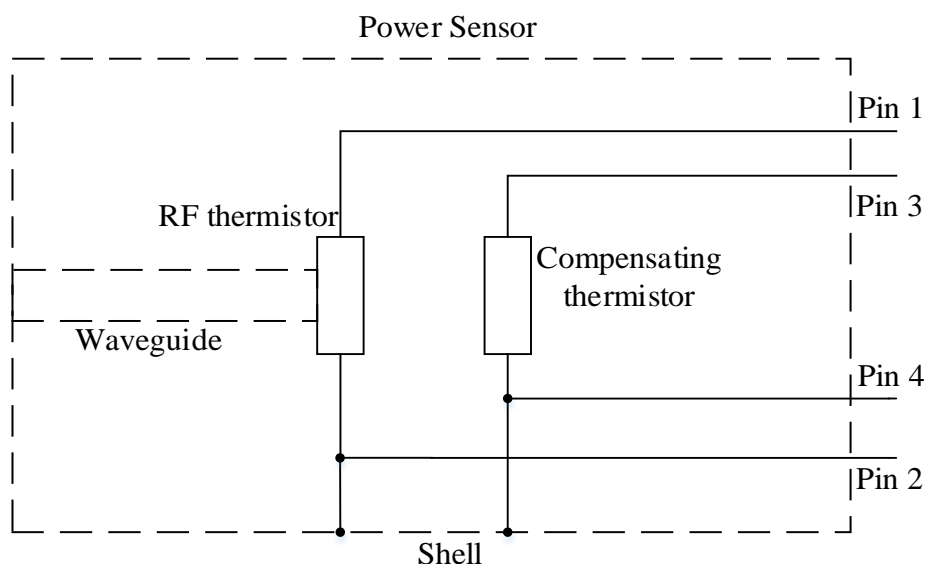 Power Sensor
Pin 1
Pin 3
RF thermistor
Compensating
thermistor
Waveguide
Pin 4
Pin 2
Shell